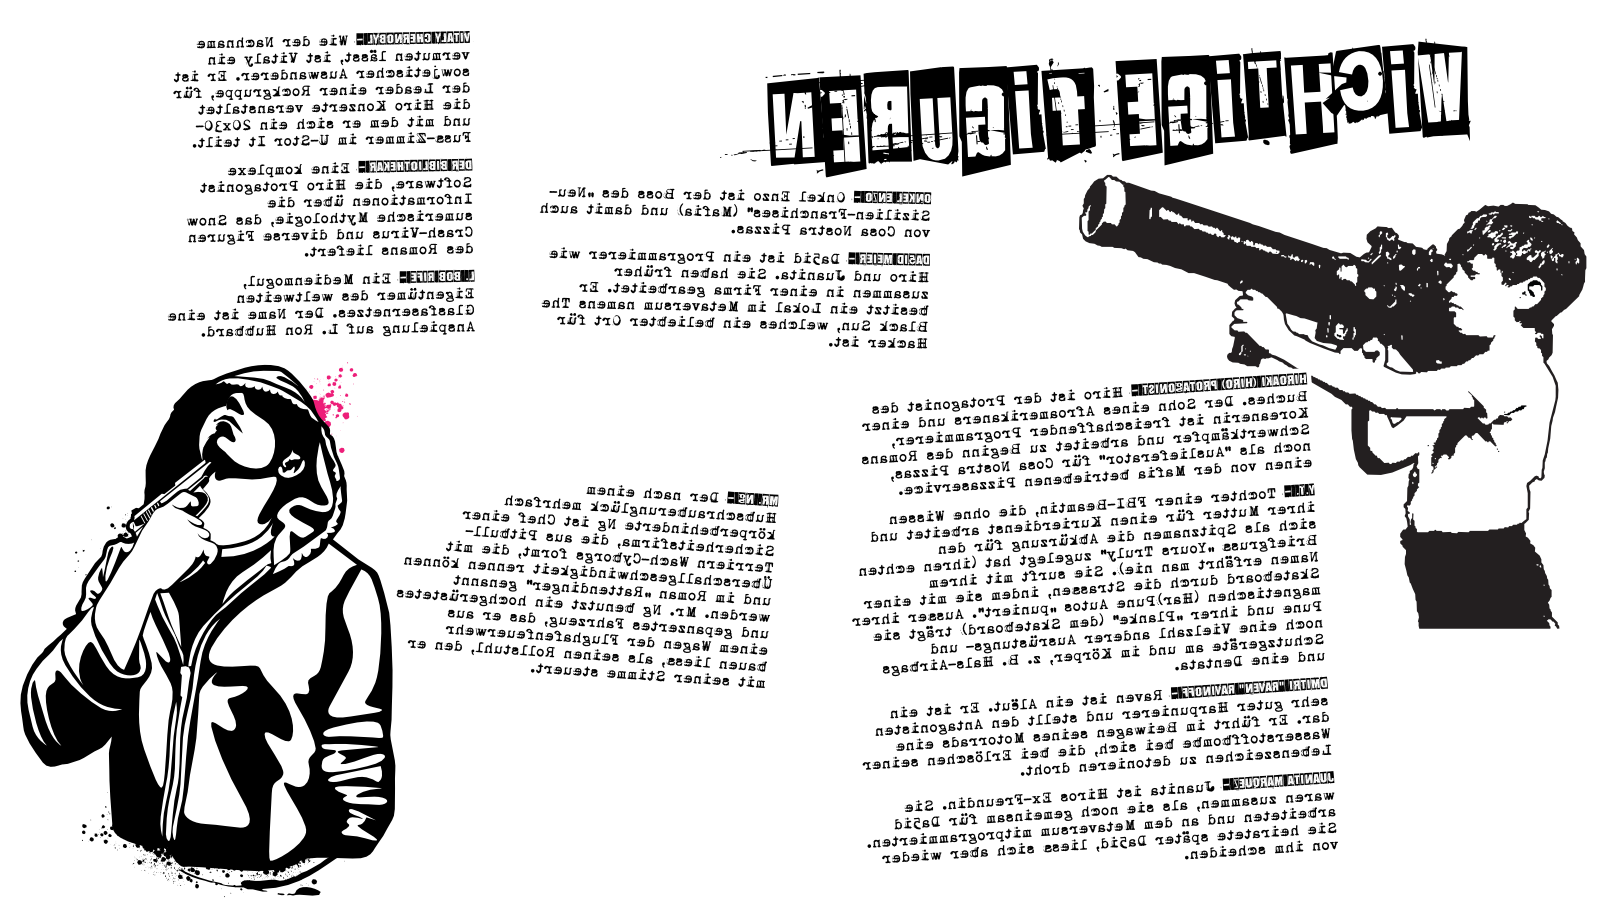 WiCHTiGE fiGUREN
ONKEL ENZO – Onkel Enzo ist der Boss des „Neu-
Sizilien-Franchises" (Mafia) und damit auch
von Cosa Nostra Pizzas.
DA5ID MEIER – Da5id ist ein Programmierer wie
Hiro und Juanita. Sie haben früher
zusammen in einer Firma gearbeitet. Er
besitzt ein Lokal im Metaversum namens The
Black Sun, welches ein beliebter Ort für
Hacker ist.
HIROAKI (HIRO) PROTAGONIST – Hiro ist der Protagonist des
Buches. Der Sohn eines Afroamerikaners und einer
Koreanerin ist freischaffender Programmierer,
Schwertkämpfer und arbeitet zu Beginn des Romans
noch als "Auslieferator" für Cosa Nostra Pizzas,
einen von der Mafia betriebenen Pizzaservice.
Y.T. – Tochter einer FBI-Beamtin, die ohne Wissen
ihrer Mutter für einen Kurierdienst arbeitet und
sich als Spitznamen die Abkürzung für den
Briefgruss „Yours Truly" zugelegt hat (ihren echten
Namen erfährt man nie). Sie surft mit ihrem
Skateboard durch die Strassen, indem sie mit einer
magnetischen (Har)Pune Autos „puniert". Ausser ihrer
Pune und ihrer „Planke" (dem Skateboard) trägt sie
noch eine Vielzahl anderer Ausrüstungs- und
Schutzgeräte am und im Körper, z. B. Hals-Airbags
und eine Dentata.
DMITRI "RAVEN" RAVINOFF – Raven ist ein Alëut. Er ist ein
sehr guter Harpunierer und stellt den Antagonisten
dar. Er führt im Beiwagen seines Motorrads eine
Wasserstoffbombe bei sich, die bei Erlöschen seiner
Lebenszeichen zu detonieren droht.
JUANITA MARQUEZ – Juanita ist Hiros Ex-Freundin. Sie
waren zusammen, als sie noch gemeinsam für Da5id
arbeiteten und an dem Metaversum mitprogrammierten.
Sie heiratete später Da5id, liess sich aber wieder
von ihm scheiden.
VITALY CHERNOBYL – Wie der Nachname
vermuten lässt, ist Vitaly ein
sowjetischer Auswanderer. Er ist
der Leader einer Rockgruppe, für
die Hiro Konzerte veranstaltet
und mit dem er sich ein 20x30-
Fuss-Zimmer im U-Stor It teilt.
DER BIBLIOTHEKAR – Eine komplexe
Software, die Hiro Protagonist
Informationen über die
sumerische Mythologie, das Snow
Crash-Virus und diverse Figuren
des Romans liefert.
L. BOB RIFE – Ein Medienmogul,
Eigentümer des weltweiten
Glasfasernetzes. Der Name ist eine
Anspielung auf L. Ron Hubbard.
MR. NG – Der nach einem
Hubschrauberunglück mehrfach
körperbehinderte Ng ist Chef einer
Sicherheitsfirma, die aus Pitbull-
Terriern Wach-Cyborgs formt, die mit
Überschallgeschwindigkeit rennen können
und im Roman „Rattendinger" genannt
werden. Mr. Ng benutzt ein hochgerüstetes
und gepanzertes Fahrzeug, das er aus
einem Wagen der Flughafenfeuerwehr
bauen liess, als seinen Rollstuhl, den er
mit seiner Stimme steuert.